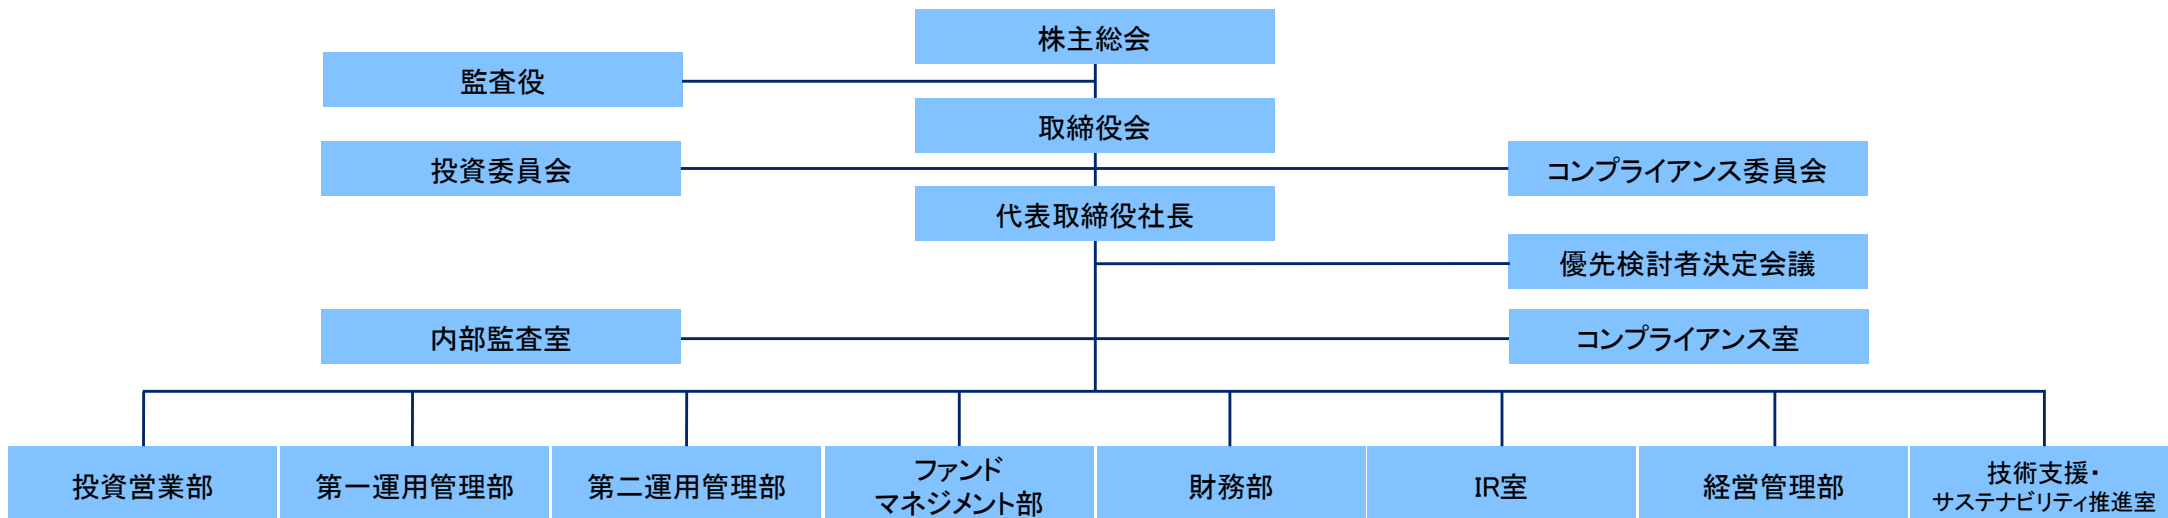 株主総会
監査役
取締役会
投資委員会
コンプライアンス委員会
代表取締役社長
優先検討者決定会議
内部監査室
コンプライアンス室
投資営業部
第一運用管理部
第二運用管理部
ファンド
マネジメント部
財務部
IR室
経営管理部
技術支援・
サステナビリティ推進室